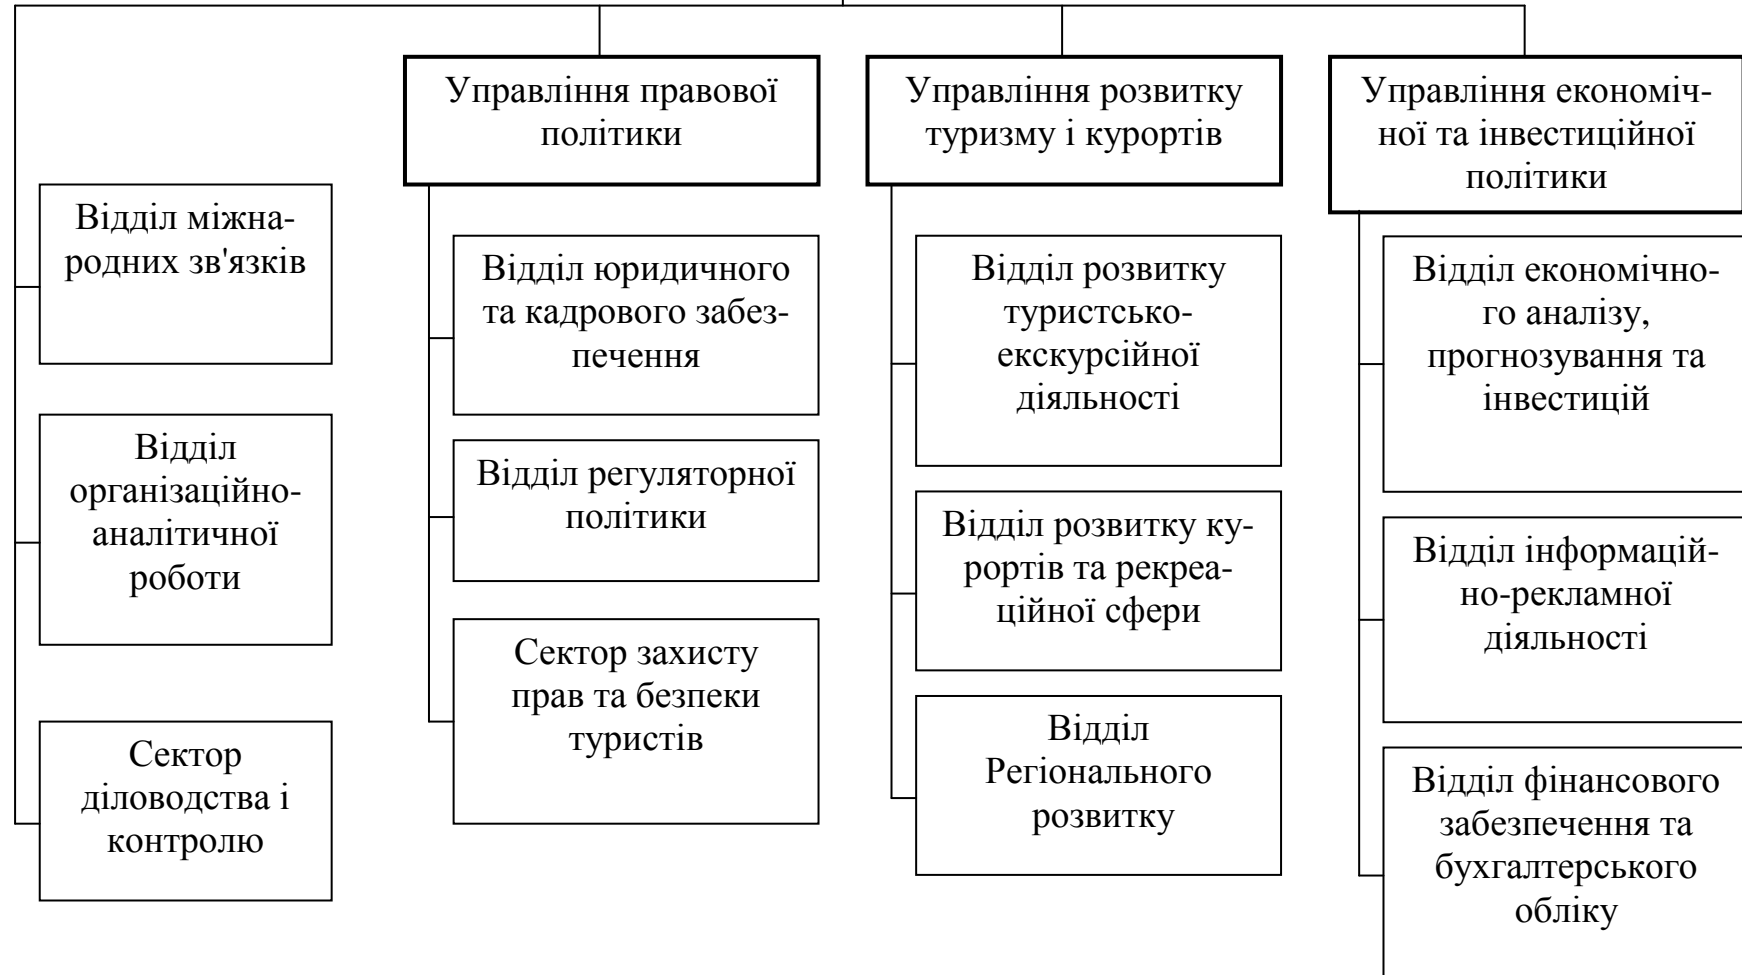 Управління правової
політики
Управління розвитку
туризму і курортів
Управління економіч-
ної та інвестиційної
політики
Відділ міжна-
родних зв'язків
Відділ
організаційно-
аналітичної
роботи
Сектор
діловодства і
контролю
Відділ юридичного
та кадрового забез-
печення
Відділ регуляторної
політики
Сектор захисту
прав та безпеки
туристів
Відділ розвитку
туристсько-
екскурсійної
діяльності
Відділ розвитку ку-
рортів та рекреа-
ційної сфери
Відділ
Регіонального
розвитку
Відділ економічно-
го аналізу,
прогнозування та
інвестицій
Відділ інформацій-
но-рекламної
діяльності
Відділ фінансового
забезпечення та
бухгалтерського
обліку